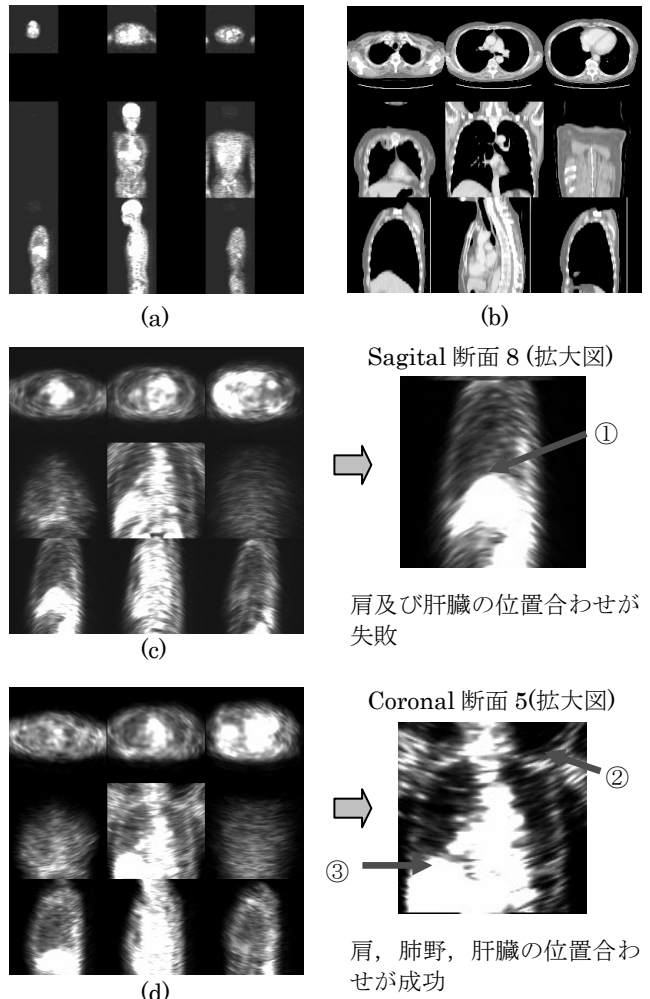 (a)
(b)
Sagital 断面 8 (拡大図)
①
肩及び肝臓の位置合わせが
失敗
(c)
Coronal 断面 5(拡大図)
②
③
肩，肺野，肝臓の位置合わ
せが成功
(d)